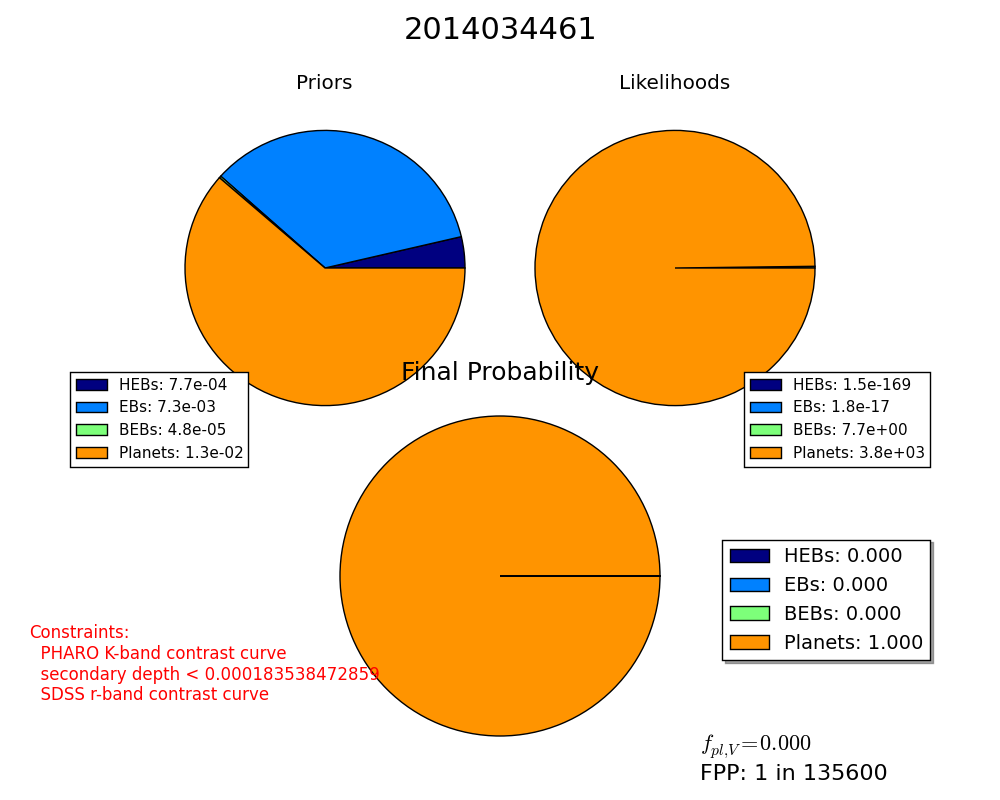 2014034461
Priors
Likelihoods
HEBs: 7.7e-04
EBs: 7.3e-03
BEBs: 4.8e-05
Planets: 1.3e-02
HEBs: 1.5e-169
EBs: 1.8e-17
BEBs: 7.7e+00
Planets: 3.8e+03
Final Probability
HEBs: 0.000
EBs: 0.000
BEBs: 0.000
Planets: 1.000
Constraints:
PHARO K-band contrast curve
secondary depth < 0.000183538472859
SDSS r-band contrast curve
f_{pl,V}=0.000
FPP: 1 in 135600